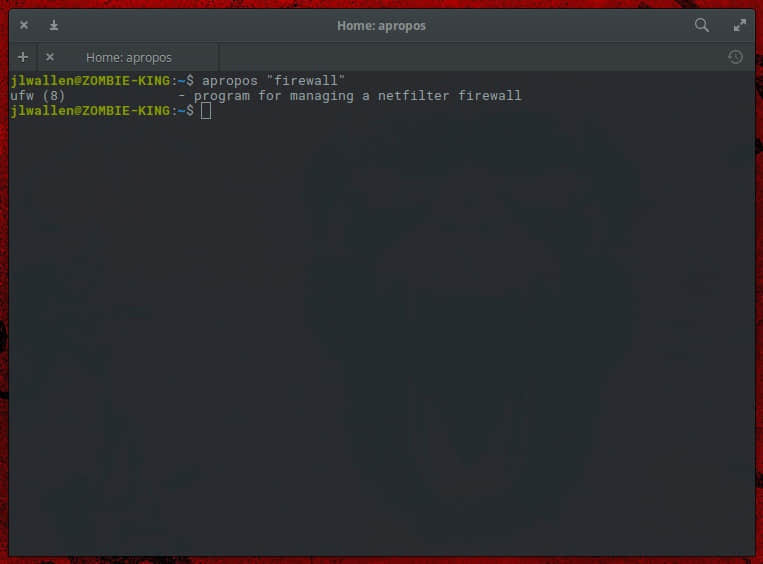 Home: apropos
Home: apropos
jlwallen@ZOMBIE-KING:~$ apropos "firewall"
ufw (8)              - program for managing a netfilter firewall
jlwallen@ZOMBIE-KING:~$